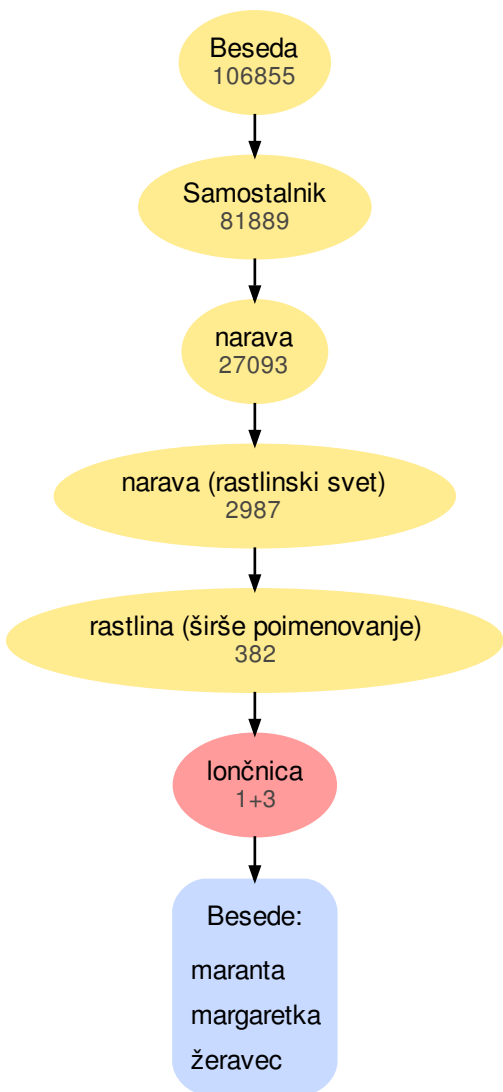 Beseda
106855
Samostalnik
81889
narava
27093
narava (rastlinski svet)
2987
rastlina (širše poimenovanje)
382
lončnica
1+3
Besede:
maranta
margaretka
žeravec